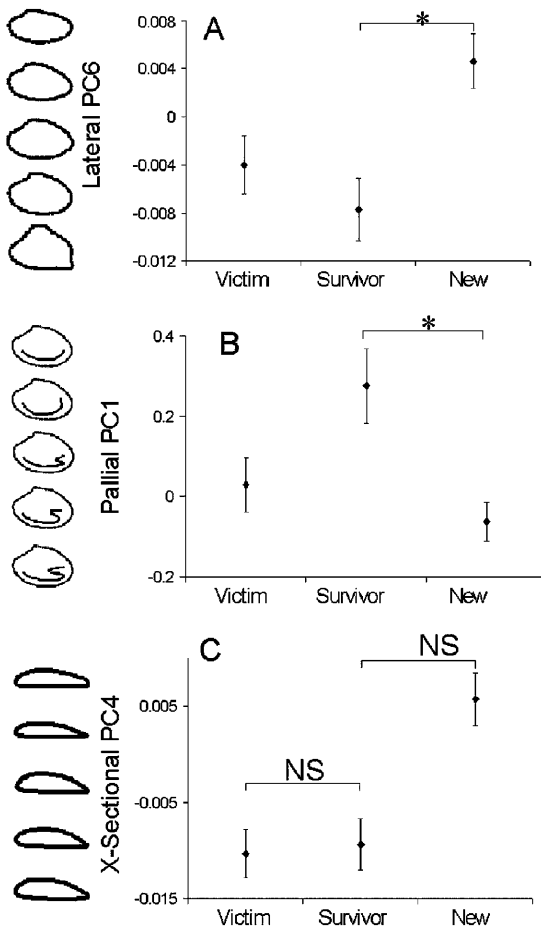 A
*
Lateral PC6
0.008
0.004
0
-0.004
-0.008
-0.012
Victim Survivor New
B
*
Pallial PC1
0.4
0.2
0
-0.2
Victim Survivor New
C
NS
NS
X-Sectional PC4
0.005
-0.005
-0.015
Victim Survivor New